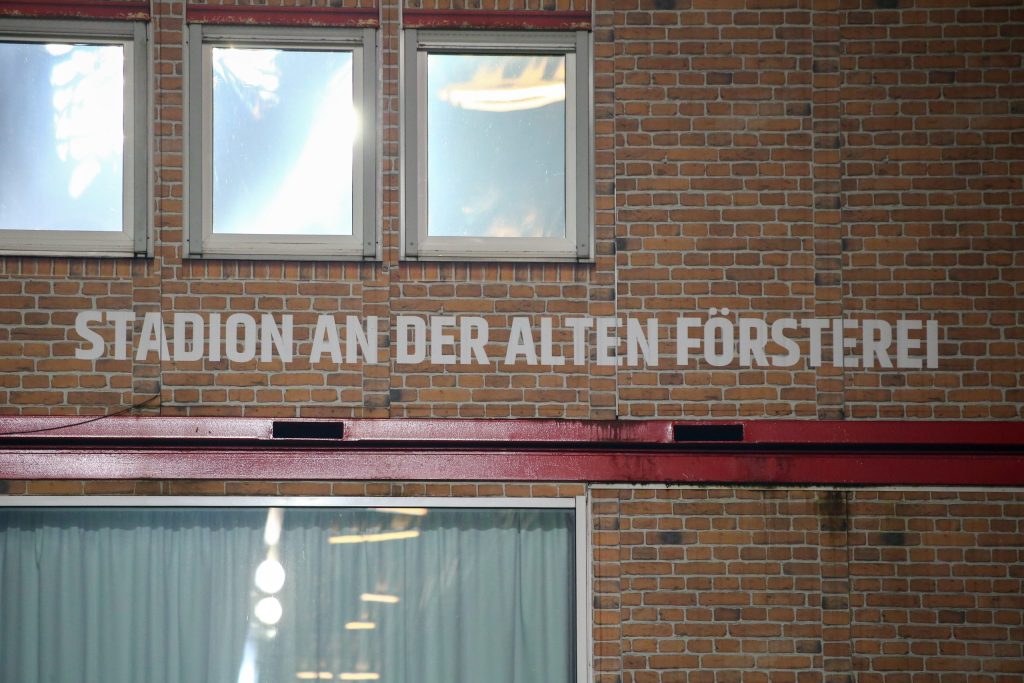 STADION AN DER ALTEN FÖRSTEREI